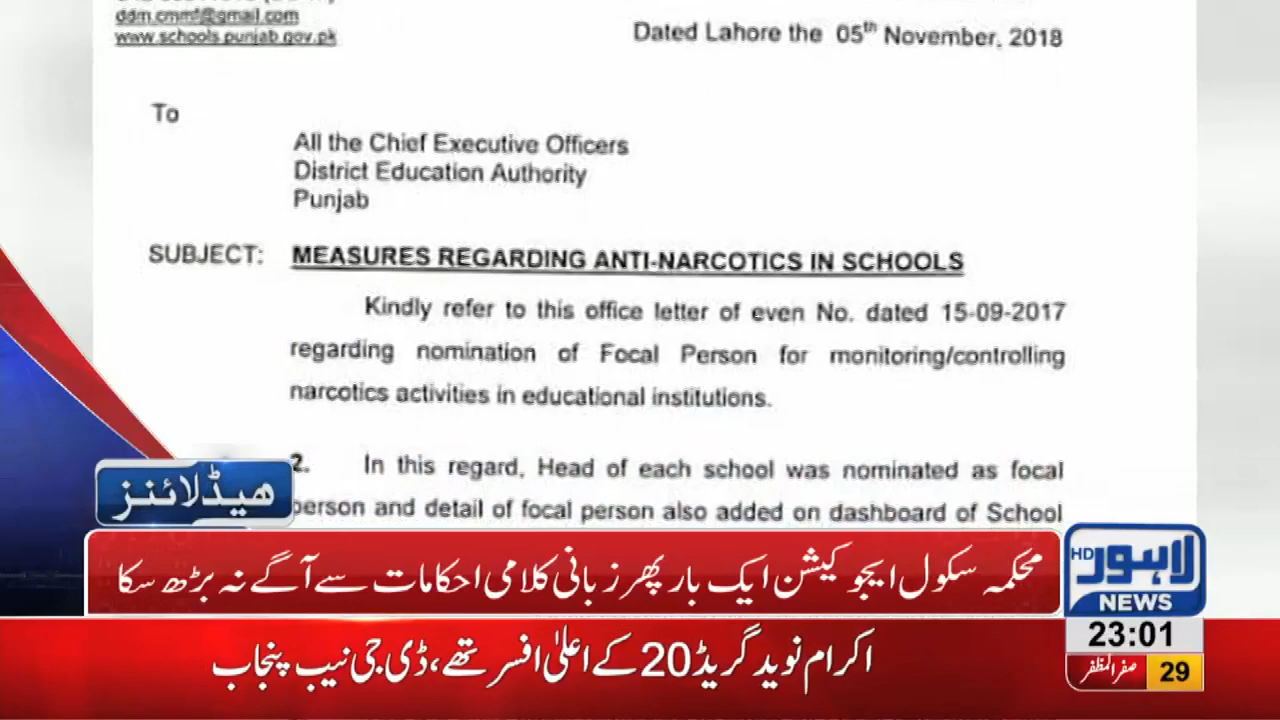 ddm.cmmf@gmail.com
www.schools.punjab.gov.pk
Dated Lahore the 05th November, 2018
To
All the Chief Executive Officers
District Education Authority
Punjab
SUBJECT: MEASURES REGARDING ANTI-NARCOTICS IN SCHOOLS
Kindly refer to this office letter of even No. dated 15-09-2017
regarding nomination of Focal Person for monitoring/controlling
narcotics activities in educational institutions.
2. In this regard, Head of each school was nominated as focal
person and detail of focal person also added on dashboard of School
ھیڈلائنز
محکمہ سکول ایجوکیشن ایک بار پھر زبانی کلامی احکامات سے آگے نہ بڑھ سکا
HD لاہور
NEWS
23:01
29 صفر المظفر
اکرام نوید گریڈ 20 کے اعلیٰ افسر تھے، ڈی جی نیب پنجاب